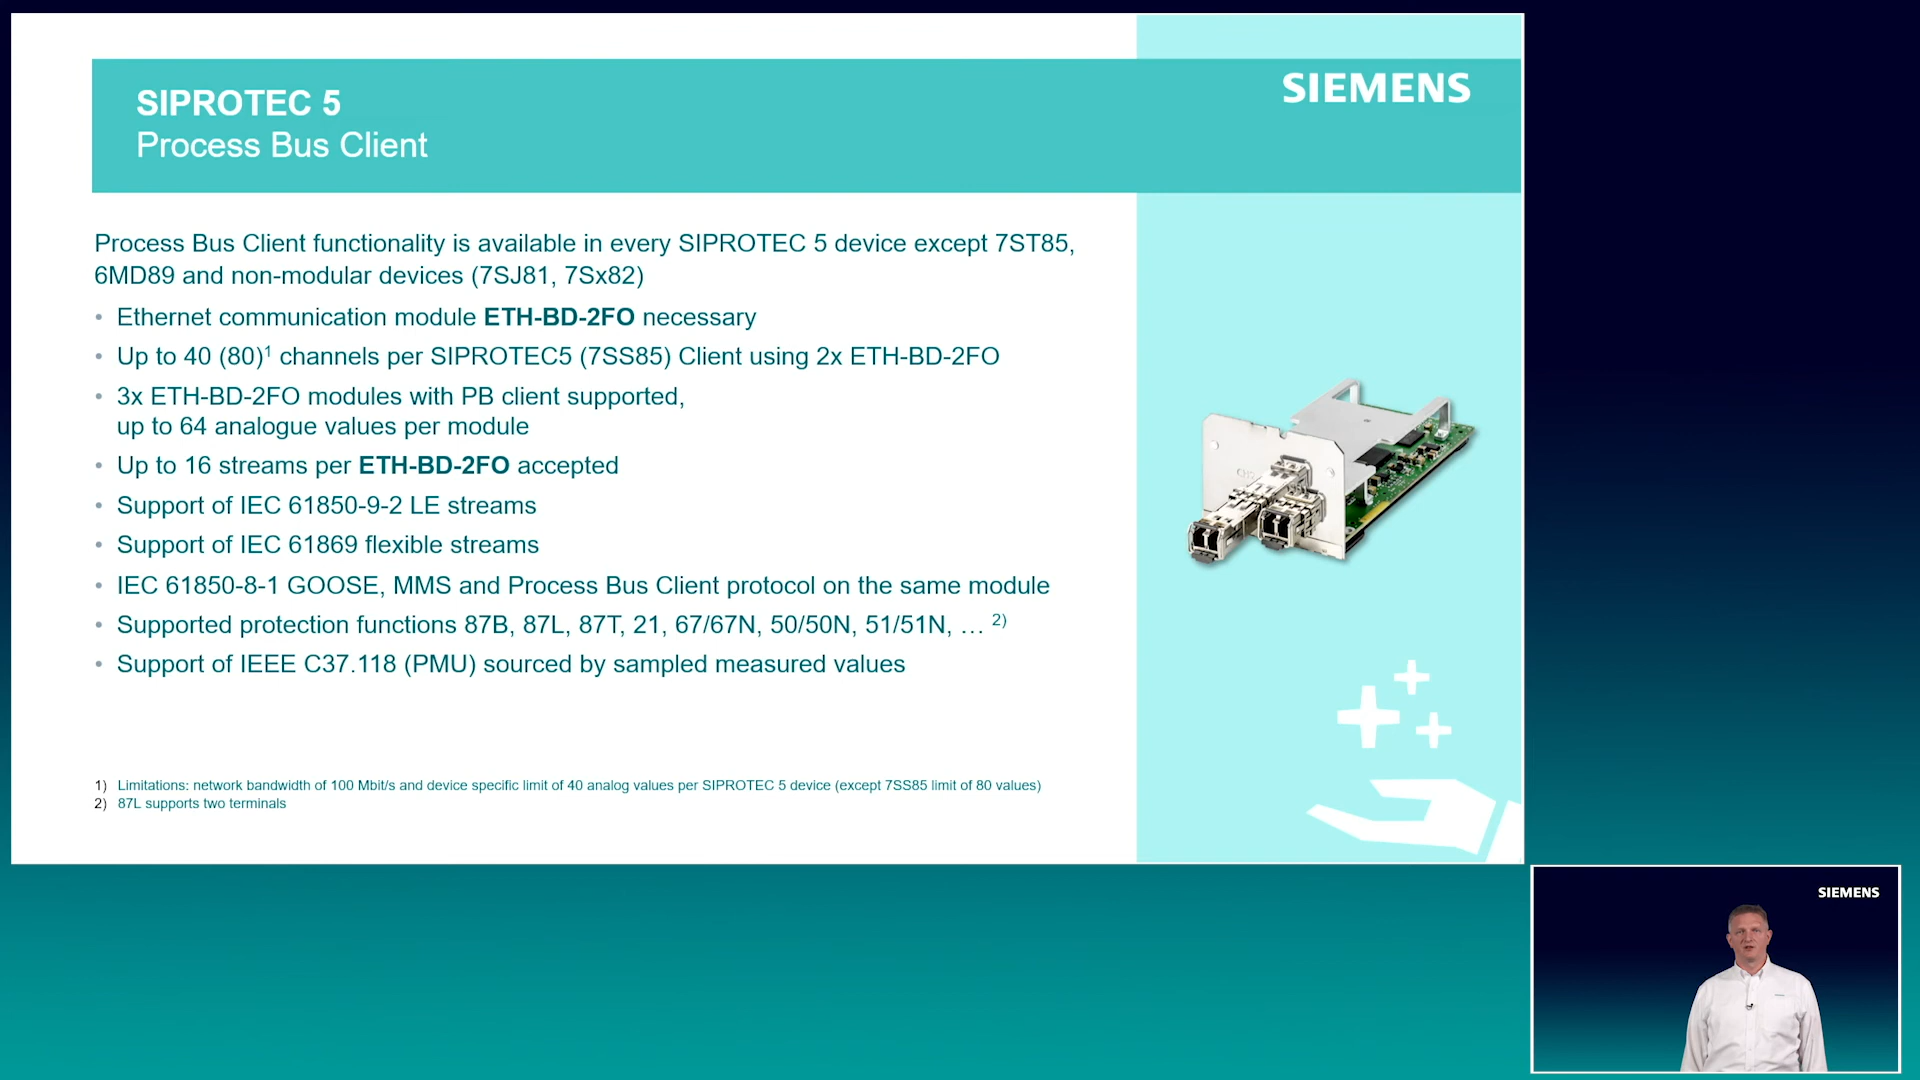 SIEMENS
SIPROTEC 5
Process Bus Client
Process Bus Client functionality is available in every SIPROTEC 5 device except 7ST85,
6MD89 and non-modular devices (7SJ81, 7Sx82)
• Ethernet communication module ETH-BD-2FO necessary
• Up to 40 (80)¹ channels per SIPROTEC5 (7SS85) Client using 2x ETH-BD-2FO
• 3x ETH-BD-2FO modules with PB client supported,
up to 64 analogue values per module
• Up to 16 streams per ETH-BD-2FO accepted
• Support of IEC 61850-9-2 LE streams
• Support of IEC 61869 flexible streams
• IEC 61850-8-1 GOOSE, MMS and Process Bus Client protocol on the same module
• Supported protection functions 87B, 87L, 87T, 21, 67/67N, 50/50N, 51/51N, … ²⁾
• Support of IEEE C37.118 (PMU) sourced by sampled measured values
1) Limitations: network bandwidth of 100 Mbit/s and device specific limit of 40 analog values per SIPROTEC 5 device (except 7SS85 limit of 80 values)
2) 87L supports two terminals
SIEMENS